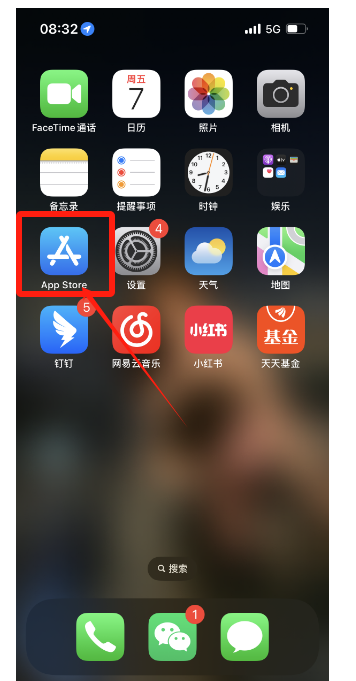 08:32
5G
FaceTime通话
周五
7
日历
照片
相机
备忘录
提醒事项
时钟
娱乐
App Store
4
设置
天气
地图
5
钉钉
网易云音乐
小红书
小红书
基金
天天基金
搜索
1